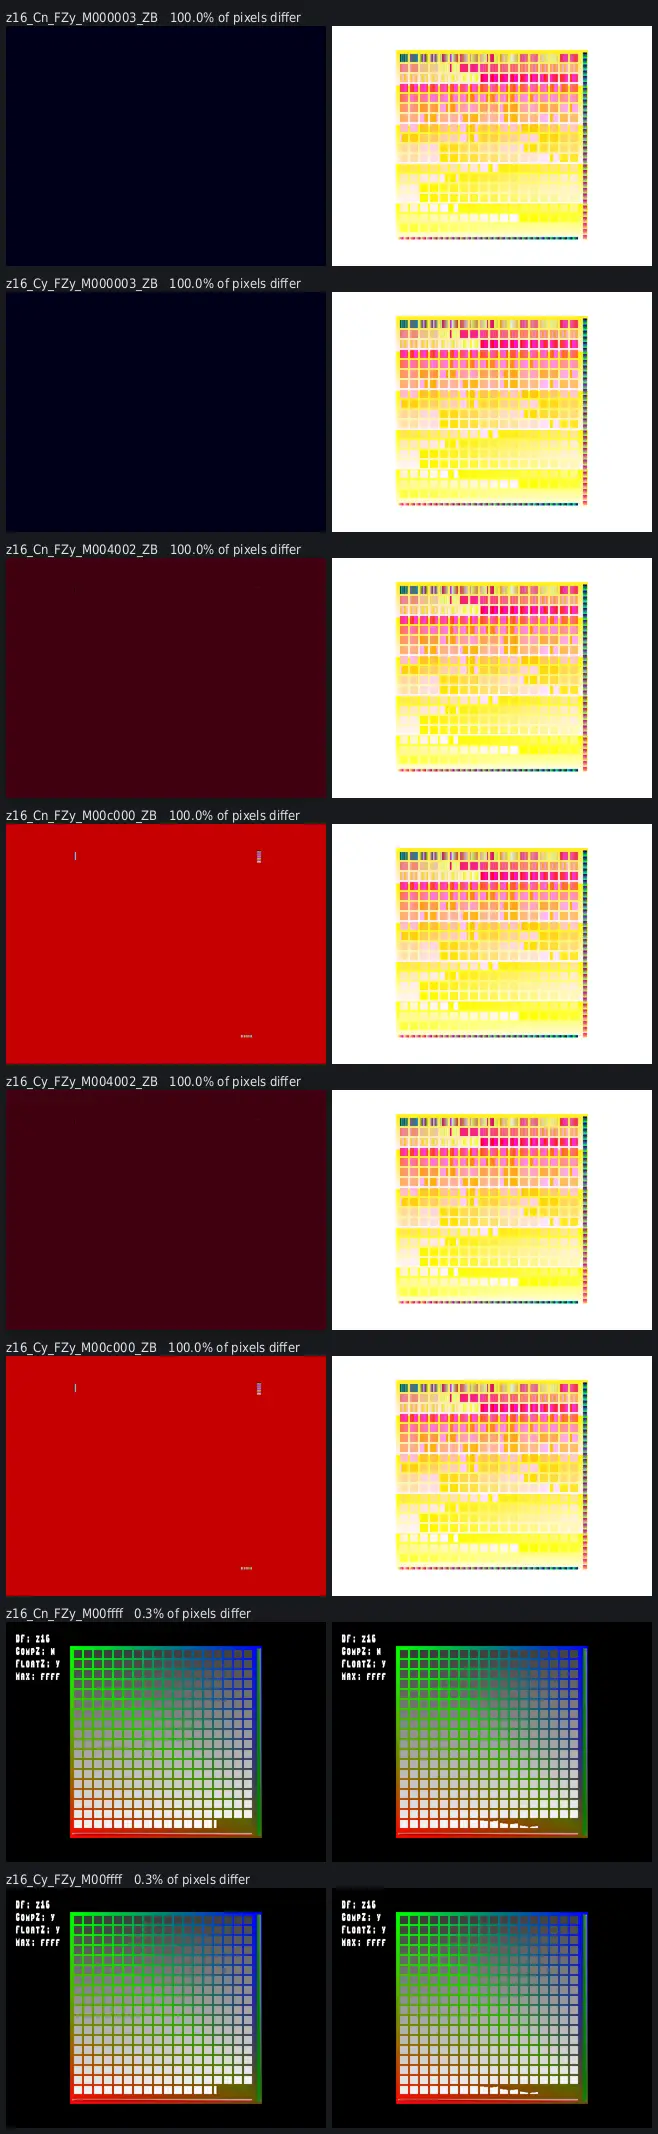 z16_Cn_FZy_M000003_ZB 100.0% of pixels differ
z16_Cy_FZy_M000003_ZB 100.0% of pixels differ
z16_Cn_FZy_M004002_ZB 100.0% of pixels differ
z16_Cn_FZy_M00c000_ZB 100.0% of pixels differ
z16_Cy_FZy_M004002_ZB 100.0% of pixels differ
z16_Cy_FZy_M00c000_ZB 100.0% of pixels differ
z16_Cn_FZy_M00ffff 0.3% of pixels differ
DF: z16
CompZ: N
FloatZ: Y
Max: FFFF
DF: z16
CompZ: N
FloatZ: Y
Max: FFFF
z16_Cy_FZy_M00ffff 0.3% of pixels differ
DF: z16
CompZ: Y
FloatZ: Y
Max: FFFF
DF: z16
CompZ: Y
FloatZ: Y
Max: FFFF